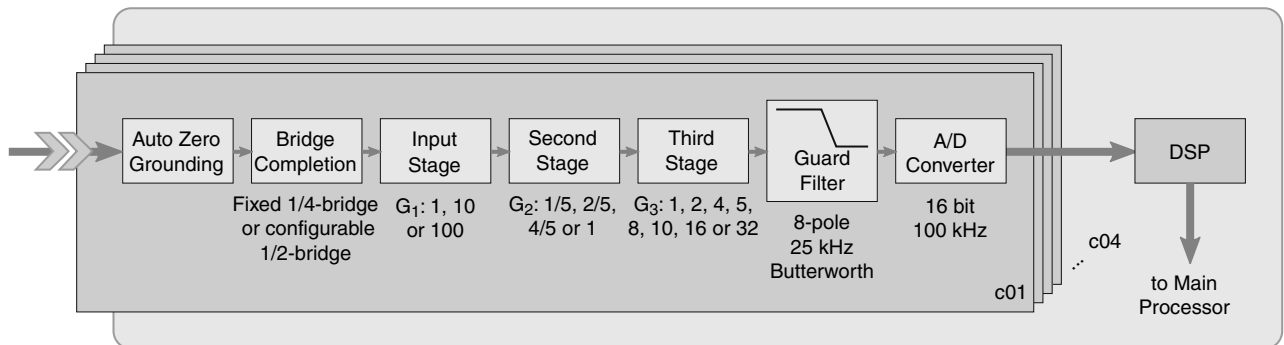 Auto Zero
Grounding
Bridge
Completion
Fixed 1/4-bridge
or configurable
1/2-bridge
Input
Stage
G₁: 1, 10
or 100
Second
Stage
G₂: 1/5, 2/5,
4/5 or 1
Third
Stage
G₃: 1, 2, 4, 5,
8, 10, 16 or 32
Guard
Filter
8-pole
25 kHz
Butterworth
A/D
Converter
16 bit
100 kHz
c01
... c04
DSP
to Main
Processor